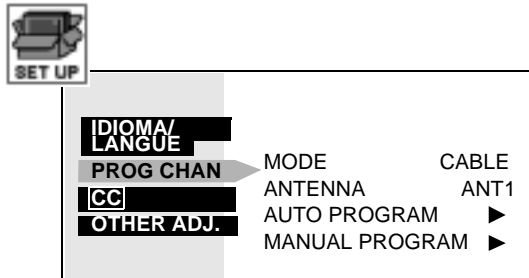 SET UP
IDIOMA/
LANGUE
PROG CHAN
CC
OTHER ADJ.
MODE CABLE
ANTENNA ANT1
AUTO PROGRAM ▶
MANUAL PROGRAM ▶